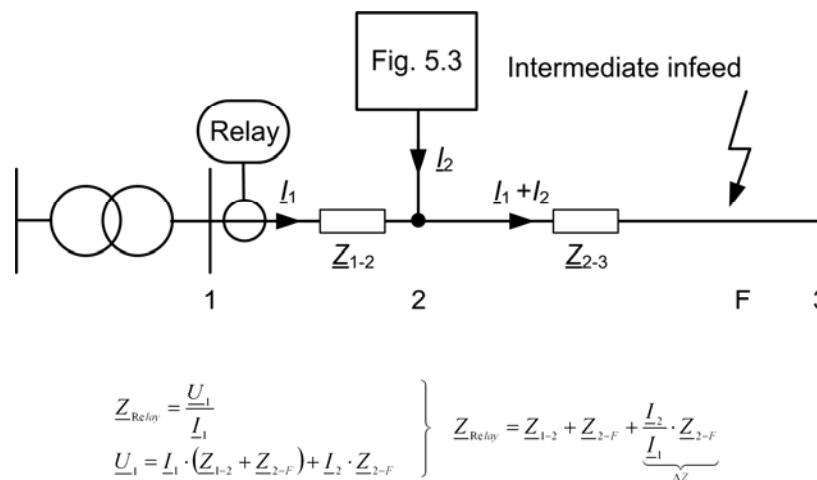 Fig. 5.3
Intermediate infeed
Relay
I₁
I₂
I₁ + I₂
Z₁₋₂
Z₂₋₃
1
2
F
3
Z_Relay = U₁ / I₁
U₁ = I₁ · (Z₁₋₂ + Z₂₋F) + I₂ · Z₂₋F
} Z_Relay = Z₁₋₂ + Z₂₋F + I₂ / I₁ · Z₂₋F
ΔZ